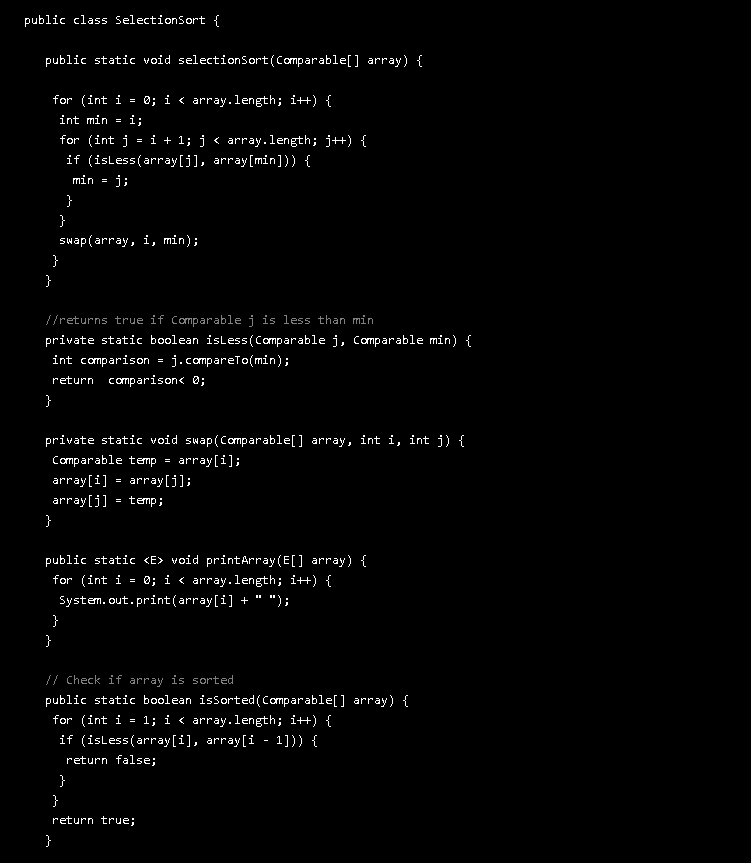 public class SelectionSort {
public static void selectionSort(Comparable[] array) {
for (int i = 0; i < array.length; i++) {
int min = i;
for (int j = i + 1; j < array.length; j++) {
if (isLess(array[j], array[min])) {
min = j;
}
}
swap(array, i, min);
}
}
//returns true if Comparable j is less than min
private static boolean isLess(Comparable j, Comparable min) {
int comparison = j.compareTo(min);
return  comparison< 0;
}
private static void swap(Comparable[] array, int i, int j) {
Comparable temp = array[i];
array[i] = array[j];
array[j] = temp;
}
public static <E> void printArray(E[] array) {
for (int i = 0; i < array.length; i++) {
System.out.print(array[i] + " ");
}
}
// Check if array is sorted
public static boolean isSorted(Comparable[] array) {
for (int i = 1; i < array.length; i++) {
if (isLess(array[i], array[i - 1])) {
return false;
}
}
return true;
}